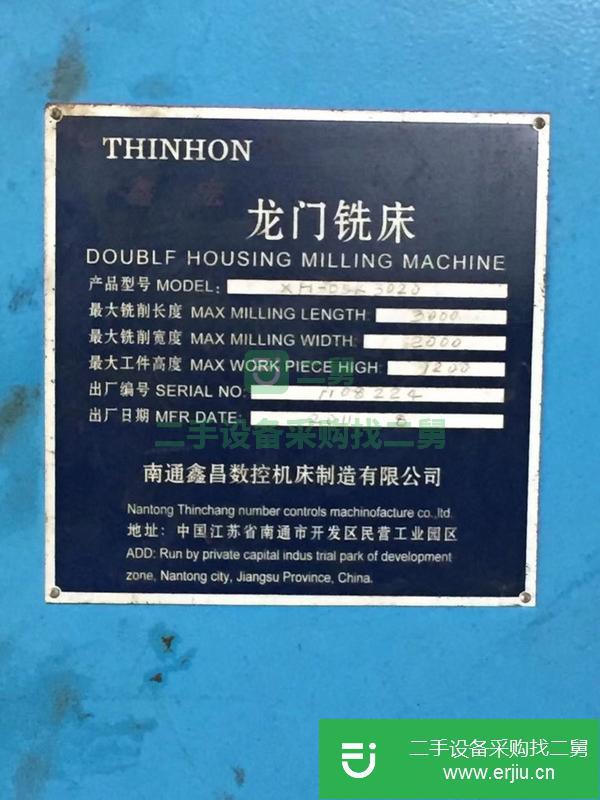 THINHON
龙门铣床
DOUBLF HOUSING MILLING MACHINE
产品型号 MODEL:
最大铣削长度 MAX MILLING LENGTH: 3000
最大铣削宽度 MAX MILLING WIDTH: 2000
最大工件高度 MAX WORK PIECE HIGH: 1200
出厂编号 SERIAL NO: 1108224
出厂日期 MFR DATE: 8
二舅
二手设备采购找二舅
南通鑫昌数控机床制造有限公司
Nantong Thinchang number controls machinofacture co.,ltd.
地址: 中国江苏省南通市开发区民营工业园区
ADD: Run by private capital indus trial park of development
zone, Nantong city, Jiangsu Province, China.
二手设备采购找二舅
www.erjiu.cn